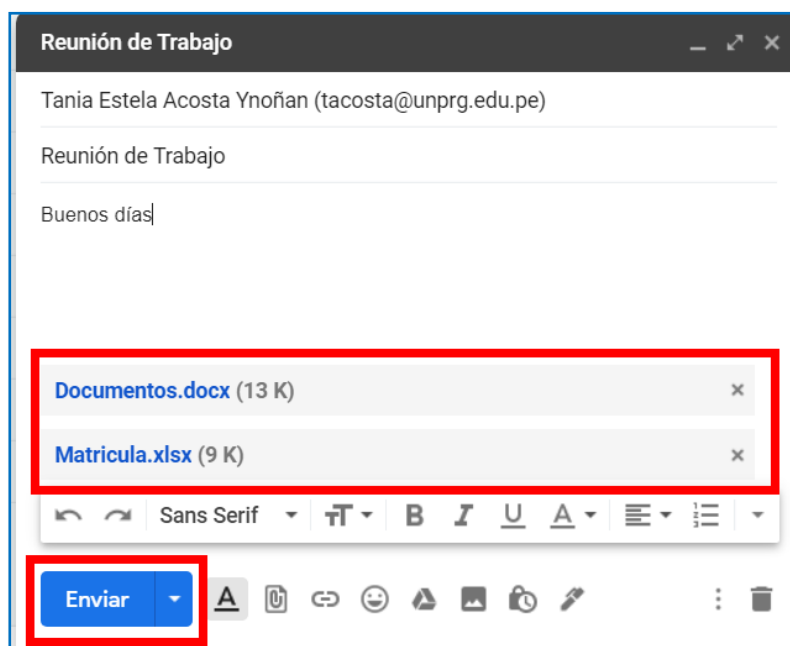 Reunión de Trabajo
Tania Estela Acosta Ynoñan (tacosta@unprg.edu.pe)
Reunión de Trabajo
Buenos días
Documentos.docx (13 K)
Matricula.xlsx (9 K)
Sans Serif
Enviar